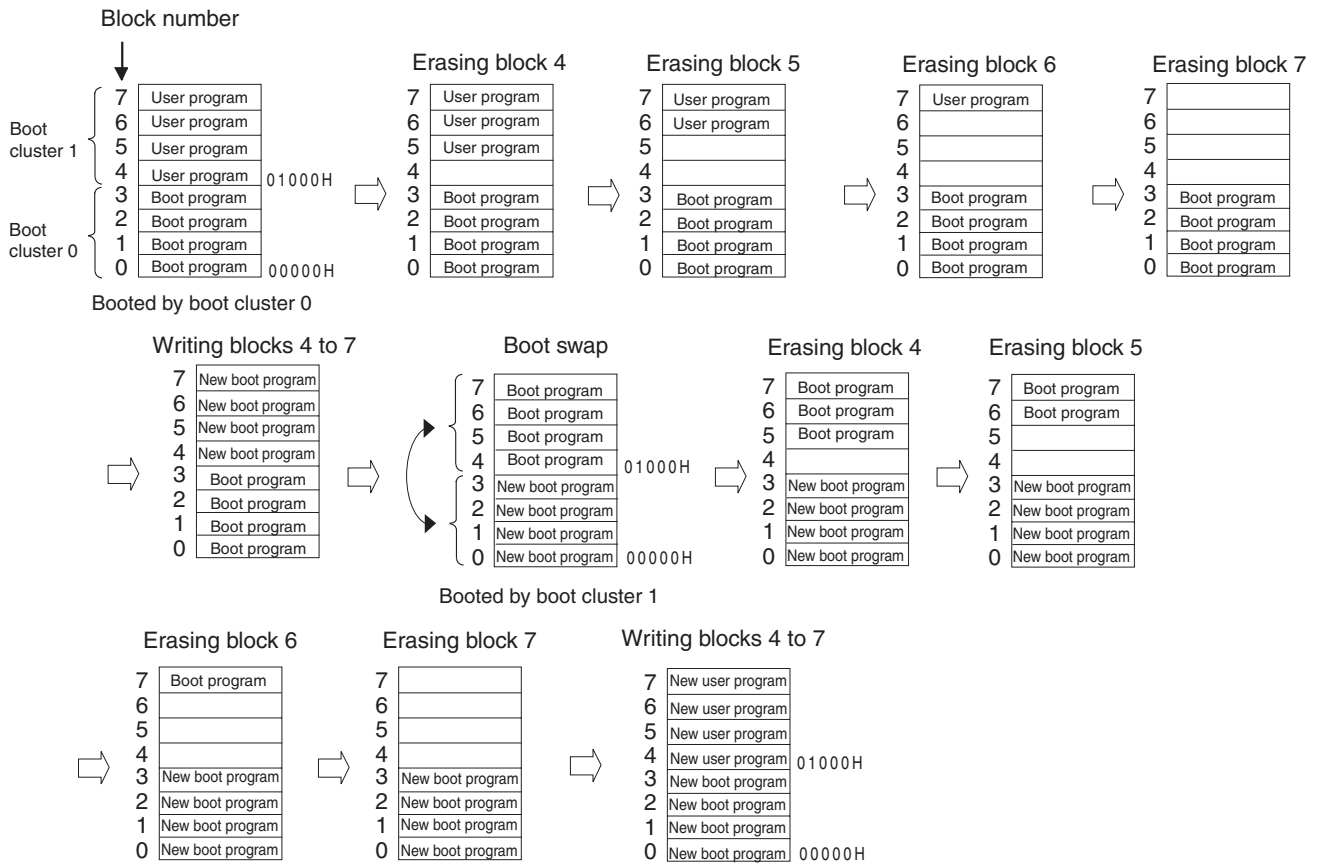 Block number
Erasing block 4
Erasing block 5
Erasing block 6
Erasing block 7
Boot
cluster 1
Boot
cluster 0
7 User program
6 User program
5 User program
4 User program
01000H
3 Boot program
2 Boot program
1 Boot program
0 Boot program
00000H
Booted by boot cluster 0
7 User program
6 User program
5 User program
4
3 Boot program
2 Boot program
1 Boot program
0 Boot program
7 User program
6 User program
5
4
3 Boot program
2 Boot program
1 Boot program
0 Boot program
7 User program
6
5
4
3 Boot program
2 Boot program
1 Boot program
0 Boot program
7
6
5
4
3 Boot program
2 Boot program
1 Boot program
0 Boot program
Writing blocks 4 to 7
7 New boot program
6 New boot program
5 New boot program
4 New boot program
3 Boot program
2 Boot program
1 Boot program
0 Boot program
Boot swap
7 Boot program
6 Boot program
5 Boot program
4 Boot program
01000H
3 New boot program
2 New boot program
1 New boot program
0 New boot program
00000H
Booted by boot cluster 1
Erasing block 4
7 Boot program
6 Boot program
5 Boot program
4
3 New boot program
2 New boot program
1 New boot program
0 New boot program
Erasing block 5
7 Boot program
6 Boot program
5
4
3 New boot program
2 New boot program
1 New boot program
0 New boot program
Erasing block 6
7 Boot program
6
5
4
3 New boot program
2 New boot program
1 New boot program
0 New boot program
Erasing block 7
7
6
5
4
3 New boot program
2 New boot program
1 New boot program
0 New boot program
Writing blocks 4 to 7
7 New user program
6 New user program
5 New user program
4 New user program
01000H
3 New boot program
2 New boot program
1 New boot program
0 New boot program
00000H